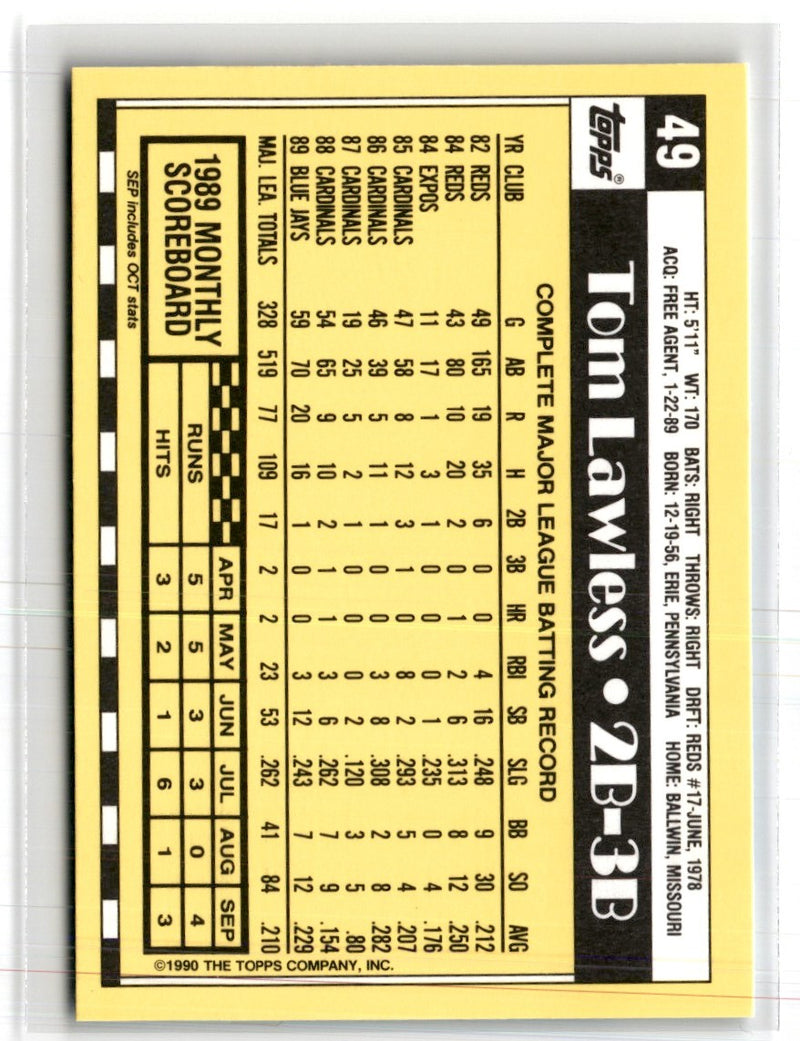 49
HT: 5'11" WT: 170 BATS: RIGHT THROWS: RIGHT DRFT: REDS #17-JUNE, 1978
ACQ: FREE AGENT, 1-22-89 BORN: 12-19-56, ERIE, PENNSYLVANIA HOME: BALLWIN, MISSOURI
Topps®
Tom Lawless • 2B-3B
COMPLETE MAJOR LEAGUE BATTING RECORD
YR CLUB G AB R H 2B 3B HR RBI SB SLG BB SO AVG
82 REDS 49 165 19 35 6 0 0 4 16 .248 9 30 .212
84 REDS 43 80 10 20 2 0 1 2 6 .313 8 12 .250
84 EXPOS 11 17 1 3 1 0 0 0 1 .235 0 4 .176
85 CARDINALS 47 58 8 12 3 1 0 8 2 .293 5 4 .207
86 CARDINALS 46 39 5 11 1 0 0 3 8 .308 2 8 .282
87 CARDINALS 19 25 5 2 1 0 0 0 2 .120 3 5 .80
88 CARDINALS 54 65 9 10 2 1 1 3 6 .262 7 9 .154
89 BLUE JAYS 59 70 20 16 1 0 0 3 12 .243 7 12 .229
MAJ. LEA. TOTALS 328 519 77 109 17 2 2 23 53 .262 41 84 .210
1989 MONTHLY
SCOREBOARD
APR MAY JUN JUL AUG SEP
RUNS 5 5 3 3 0 4
HITS 3 2 1 6 1 3
SEP includes OCT stats
©1990 THE TOPPS COMPANY, INC.